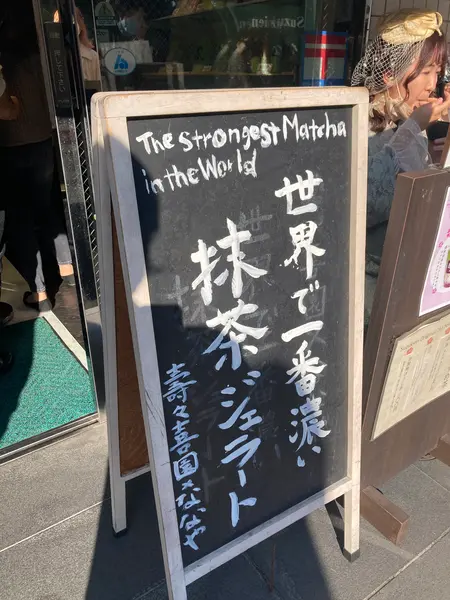 Suzukien
The strongest Matcha
in the World
世界で一番濃い
抹茶ジェラート
壽々喜園×ななや